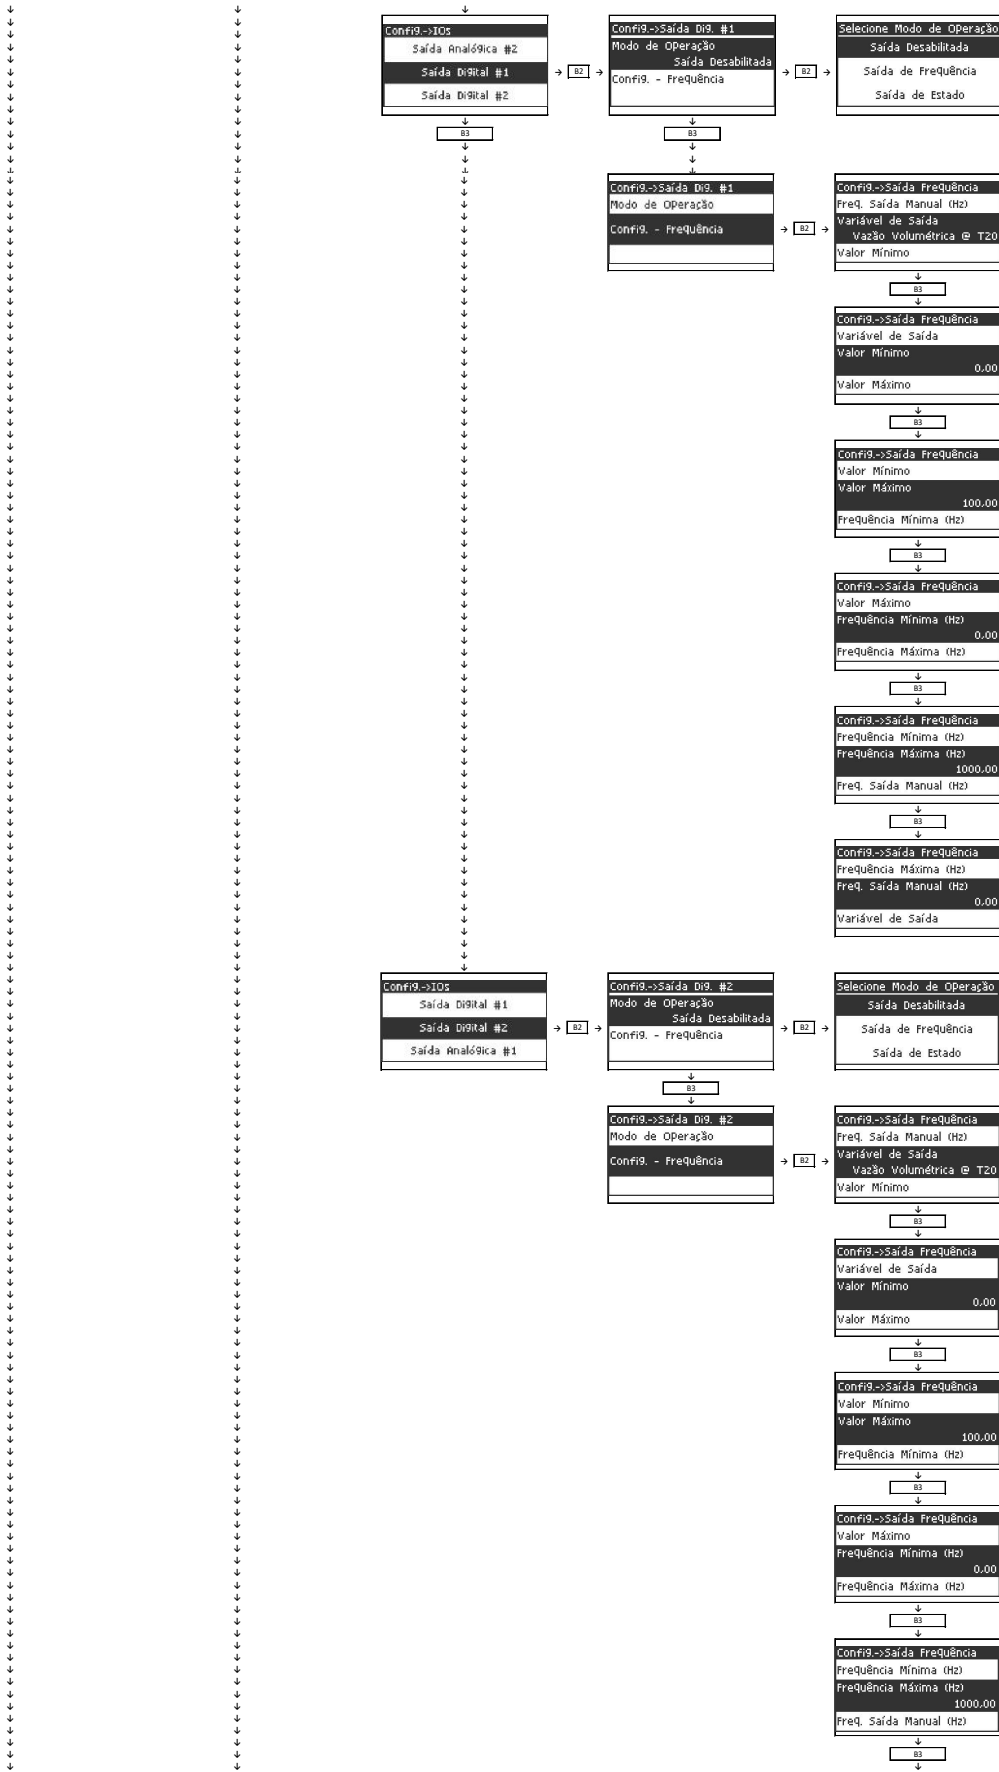 Config.->IOs
Saída Analógica #2
Saída Digital #1
Saída Digital #2
B2
Config.->Saída Dig. #1
Modo de Operação
Saída Desabilitada
Config. - Frequência
B2
Selecione Modo de Operação
Saída Desabilitada
Saída de Frequência
Saída de Estado
B3
B3
Config.->Saída Dig. #1
Modo de Operação
Config. - Frequência
B2
Config.->Saída Frequência
Freq. Saída Manual (Hz)
Variável de Saída
Vazão Volumétrica @ T20
Valor Mínimo
B3
Config.->Saída Frequência
Variável de Saída
Valor Mínimo
0,00
Valor Máximo
B3
Config.->Saída Frequência
Valor Mínimo
Valor Máximo
100,00
Frequência Mínima (Hz)
B3
Config.->Saída Frequência
Valor Máximo
Frequência Mínima (Hz)
0,00
Frequência Máxima (Hz)
B3
Config.->Saída Frequência
Frequência Mínima (Hz)
Frequência Máxima (Hz)
1000,00
Freq. Saída Manual (Hz)
B3
Config.->Saída Frequência
Frequência Máxima (Hz)
Freq. Saída Manual (Hz)
0,00
Variável de Saída
Config.->IOs
Saída Digital #1
Saída Digital #2
Saída Analógica #1
B2
Config.->Saída Dig. #2
Modo de Operação
Saída Desabilitada
Config. - Frequência
B2
Selecione Modo de Operação
Saída Desabilitada
Saída de Frequência
Saída de Estado
B3
Config.->Saída Dig. #2
Modo de Operação
Config. - Frequência
B2
Config.->Saída Frequência
Freq. Saída Manual (Hz)
Variável de Saída
Vazão Volumétrica @ T20
Valor Mínimo
B3
Config.->Saída Frequência
Variável de Saída
Valor Mínimo
0,00
Valor Máximo
B3
Config.->Saída Frequência
Valor Mínimo
Valor Máximo
100,00
Frequência Mínima (Hz)
B3
Config.->Saída Frequência
Valor Máximo
Frequência Mínima (Hz)
0,00
Frequência Máxima (Hz)
B3
Config.->Saída Frequência
Frequência Mínima (Hz)
Frequência Máxima (Hz)
1000,00
Freq. Saída Manual (Hz)
B3